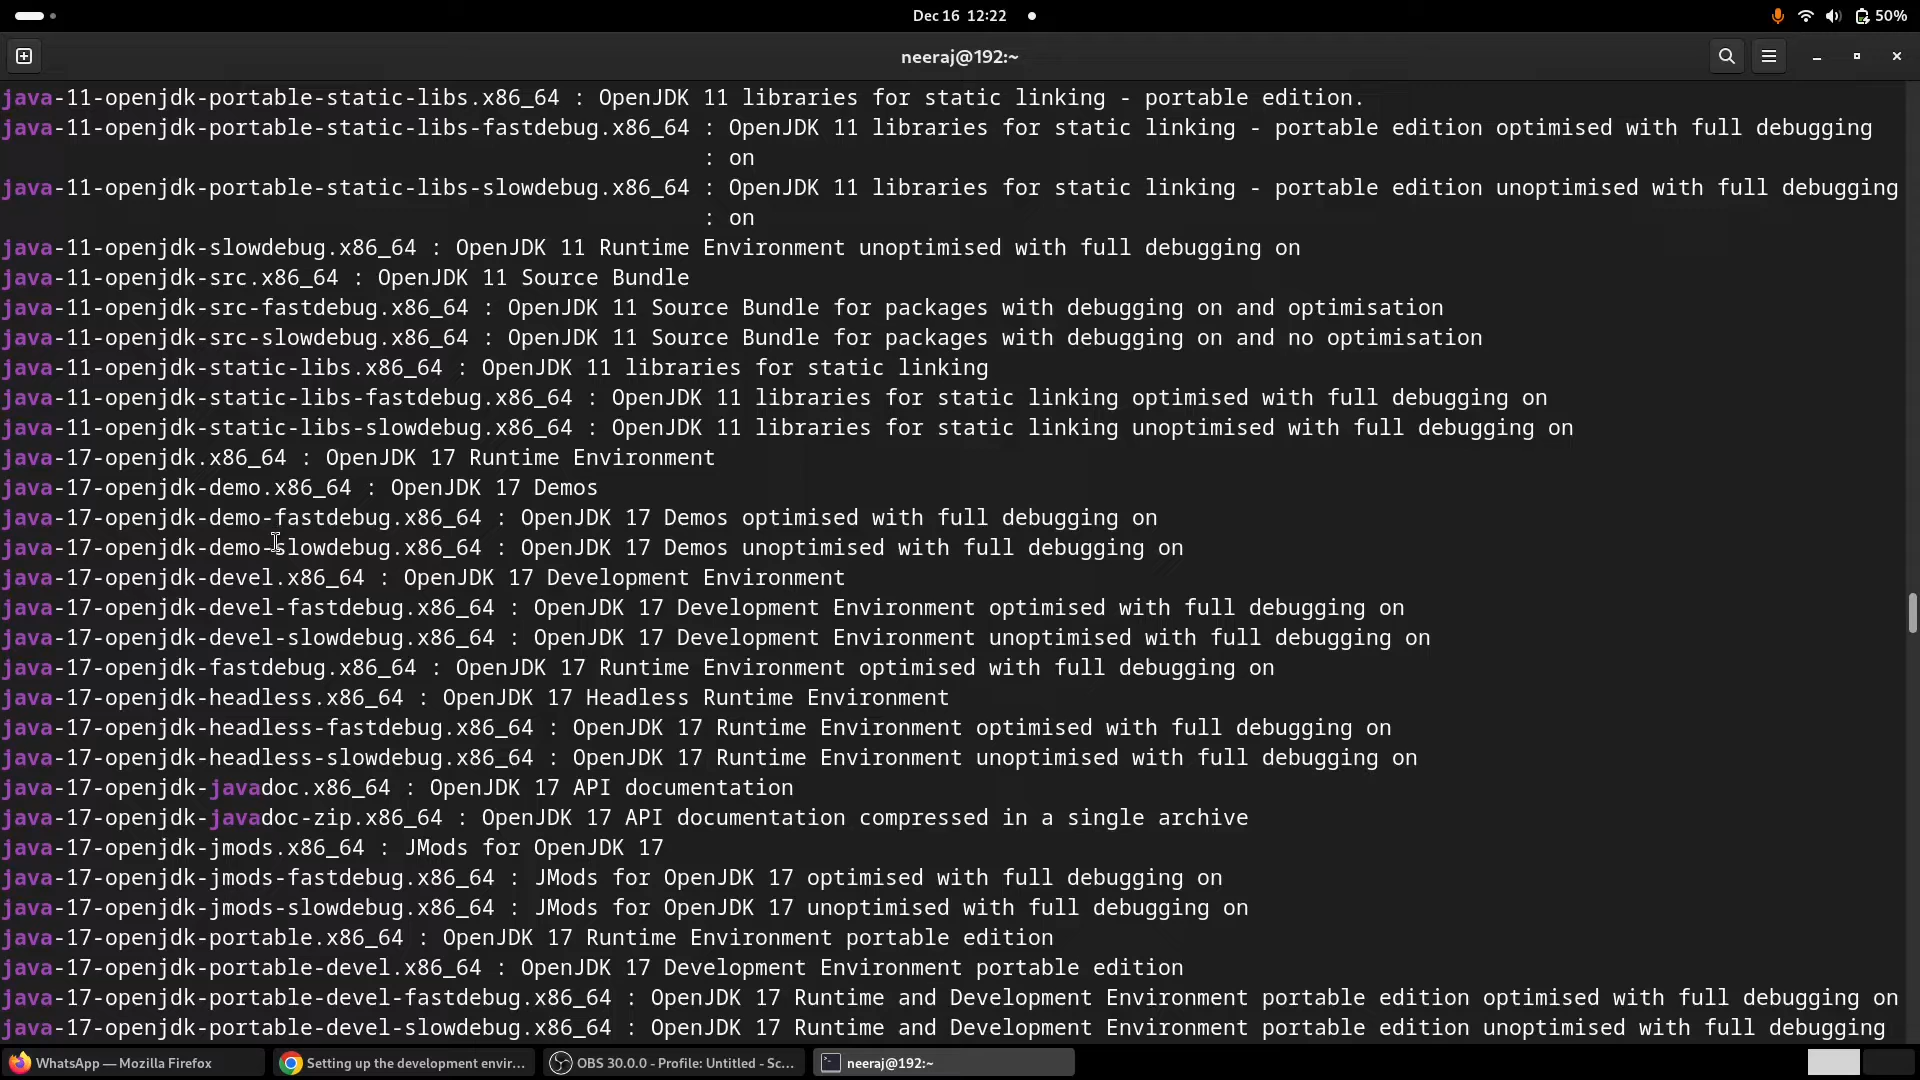 Dec 16 12:22
50%
neeraj@192:~
java-11-openjdk-portable-static-libs.x86_64 : OpenJDK 11 libraries for static linking - portable edition.
java-11-openjdk-portable-static-libs-fastdebug.x86_64 : OpenJDK 11 libraries for static linking - portable edition optimised with full debugging
: on
java-11-openjdk-portable-static-libs-slowdebug.x86_64 : OpenJDK 11 libraries for static linking - portable edition unoptimised with full debugging
: on
java-11-openjdk-slowdebug.x86_64 : OpenJDK 11 Runtime Environment unoptimised with full debugging on
java-11-openjdk-src.x86_64 : OpenJDK 11 Source Bundle
java-11-openjdk-src-fastdebug.x86_64 : OpenJDK 11 Source Bundle for packages with debugging on and optimisation
java-11-openjdk-src-slowdebug.x86_64 : OpenJDK 11 Source Bundle for packages with debugging on and no optimisation
java-11-openjdk-static-libs.x86_64 : OpenJDK 11 libraries for static linking
java-11-openjdk-static-libs-fastdebug.x86_64 : OpenJDK 11 libraries for static linking optimised with full debugging on
java-11-openjdk-static-libs-slowdebug.x86_64 : OpenJDK 11 libraries for static linking unoptimised with full debugging on
java-17-openjdk.x86_64 : OpenJDK 17 Runtime Environment
java-17-openjdk-demo.x86_64 : OpenJDK 17 Demos
java-17-openjdk-demo-fastdebug.x86_64 : OpenJDK 17 Demos optimised with full debugging on
java-17-openjdk-demo-slowdebug.x86_64 : OpenJDK 17 Demos unoptimised with full debugging on
java-17-openjdk-devel.x86_64 : OpenJDK 17 Development Environment
java-17-openjdk-devel-fastdebug.x86_64 : OpenJDK 17 Development Environment optimised with full debugging on
java-17-openjdk-devel-slowdebug.x86_64 : OpenJDK 17 Development Environment unoptimised with full debugging on
java-17-openjdk-fastdebug.x86_64 : OpenJDK 17 Runtime Environment optimised with full debugging on
java-17-openjdk-headless.x86_64 : OpenJDK 17 Headless Runtime Environment
java-17-openjdk-headless-fastdebug.x86_64 : OpenJDK 17 Runtime Environment optimised with full debugging on
java-17-openjdk-headless-slowdebug.x86_64 : OpenJDK 17 Runtime Environment unoptimised with full debugging on
java-17-openjdk-javadoc.x86_64 : OpenJDK 17 API documentation
java-17-openjdk-javadoc-zip.x86_64 : OpenJDK 17 API documentation compressed in a single archive
java-17-openjdk-jmods.x86_64 : JMods for OpenJDK 17
java-17-openjdk-jmods-fastdebug.x86_64 : JMods for OpenJDK 17 optimised with full debugging on
java-17-openjdk-jmods-slowdebug.x86_64 : JMods for OpenJDK 17 unoptimised with full debugging on
java-17-openjdk-portable.x86_64 : OpenJDK 17 Runtime Environment portable edition
java-17-openjdk-portable-devel.x86_64 : OpenJDK 17 Development Environment portable edition
java-17-openjdk-portable-devel-fastdebug.x86_64 : OpenJDK 17 Runtime and Development Environment portable edition optimised with full debugging on
java-17-openjdk-portable-devel-slowdebug.x86_64 : OpenJDK 17 Runtime and Development Environment portable edition unoptimised with full debugging
WhatsApp — Mozilla Firefox
Setting up the development envir...
OBS 30.0.0 - Profile: Untitled - Sc...
neeraj@192:~